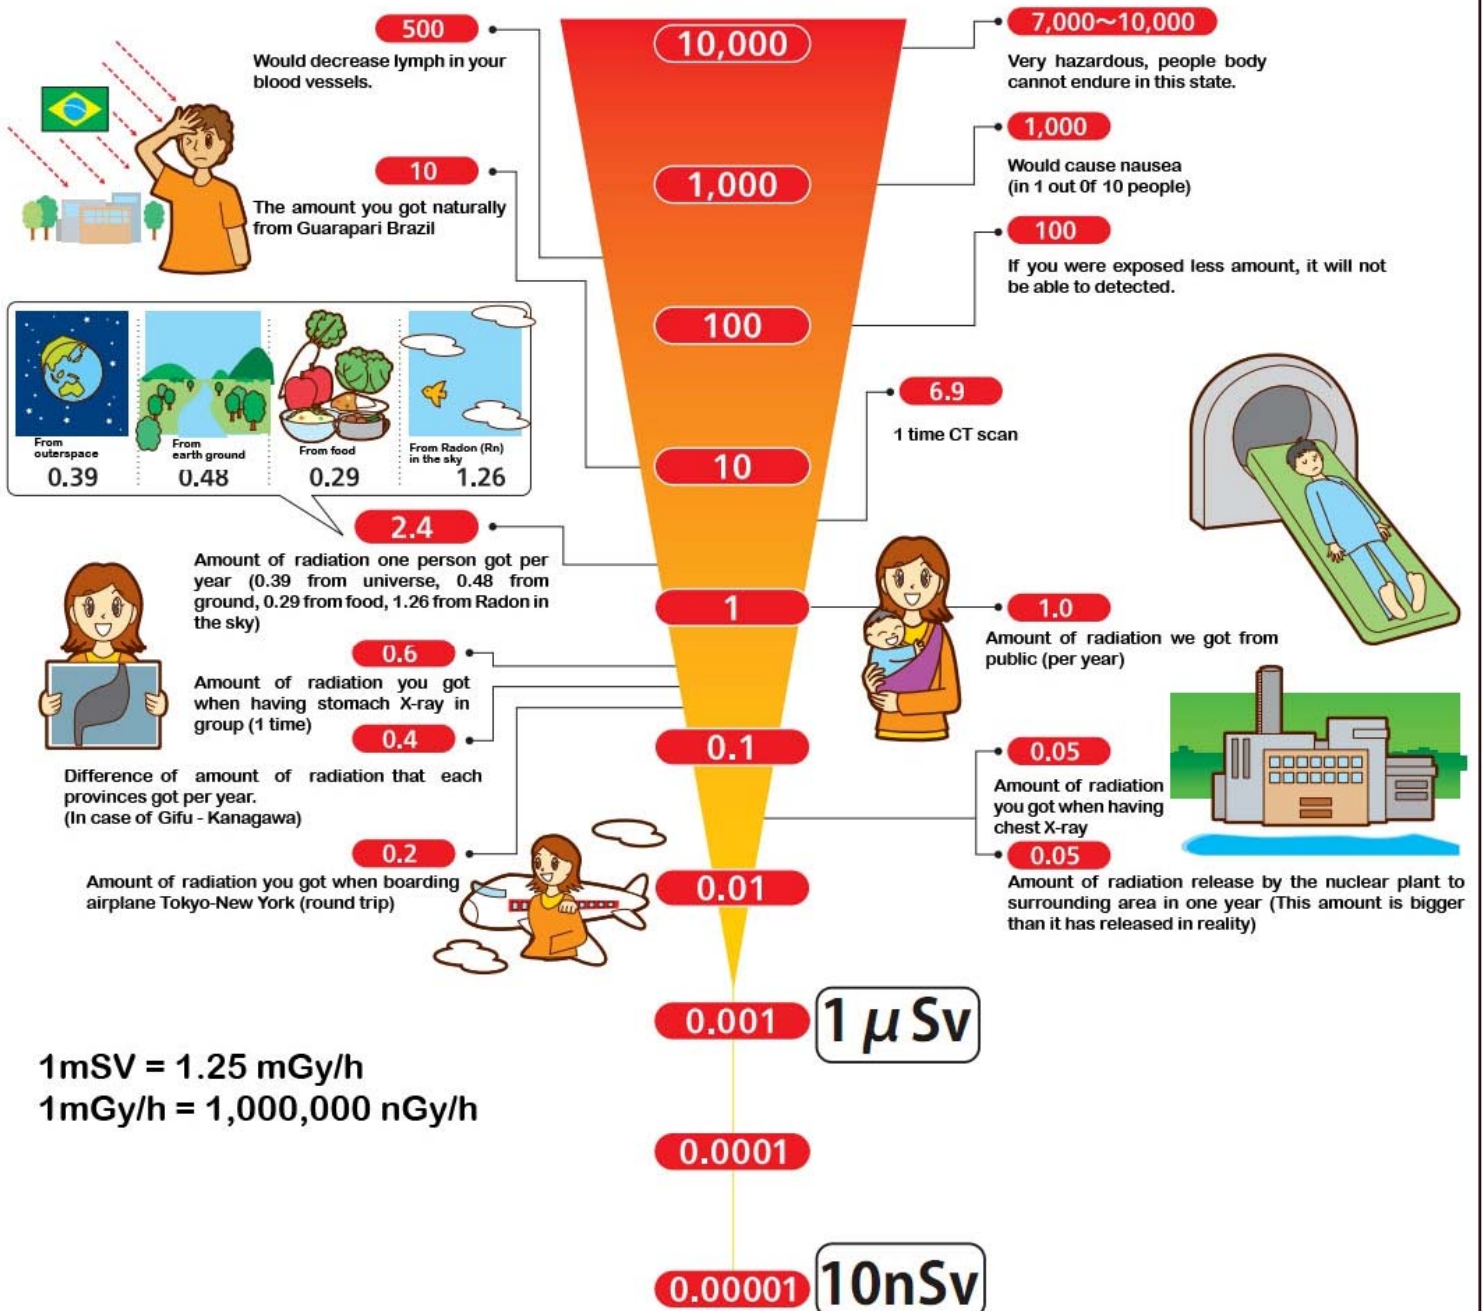 500
Would decrease lymph in your
blood vessels.
10
The amount you got naturally
from Guarapari Brazil
From
outerspace
0.39
From
earth ground
0.48
From food
0.29
From Radon (Rn)
in the sky
1.26
2.4
Amount of radiation one person got per
year (0.39 from universe, 0.48 from
ground, 0.29 from food, 1.26 from Radon in
the sky)
0.6
Amount of radiation you got
when having stomach X-ray in
group (1 time)
0.4
Difference of amount of radiation that each
provinces got per year.
(In case of Gifu - Kanagawa)
0.2
Amount of radiation you got when boarding
airplane Tokyo-New York (round trip)
10,000
1,000
100
10
1
0.1
0.01
0.001
1 μ Sv
0.0001
0.00001
10nSv
7,000～10,000
Very hazardous, people body
cannot endure in this state.
1,000
Would cause nausea
(in 1 out 0f 10 people)
100
If you were exposed less amount, it will not
be able to detected.
6.9
1 time CT scan
1.0
Amount of radiation we got from
public (per year)
0.05
Amount of radiation
you got when having
chest X-ray
0.05
Amount of radiation release by the nuclear plant to
surrounding area in one year (This amount is bigger
than it has released in reality)
1mSV = 1.25 mGy/h
1mGy/h = 1,000,000 nGy/h